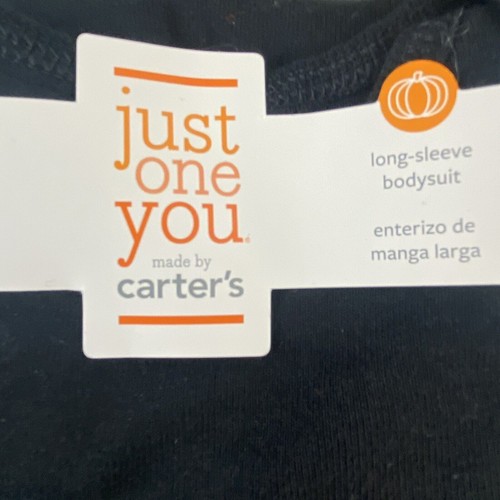 just
one
you
made by
carter's
long-sleeve
bodysuit
enterizo de
manga larga